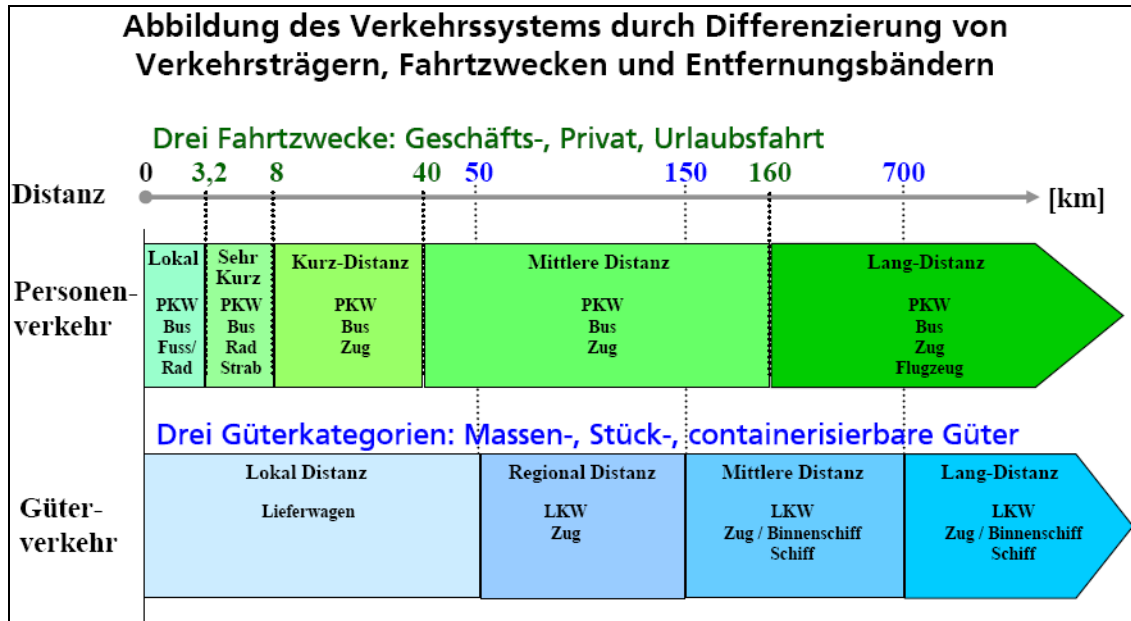 Abbildung des Verkehrssystems durch Differenzierung von
Verkehrsträgern, Fahrtzwecken und Entfernungsbändern
Drei Fahrtzwecke: Geschäfts-, Privat, Urlaubsfahrt
0 3,2 8 40 50 150 160 700
Distanz [km]
Personen-
verkehr
Lokal
PKW
Bus
Fuss/
Rad
Sehr
Kurz
PKW
Bus
Rad
Strab
Kurz-Distanz
PKW
Bus
Zug
Mittlere Distanz
PKW
Bus
Zug
Lang-Distanz
PKW
Bus
Zug
Flugzeug
Drei Güterkategorien: Massen-, Stück-, containerisierbare Güter
Güter-
verkehr
Lokal Distanz
Lieferwagen
Regional Distanz
LKW
Zug
Mittlere Distanz
LKW
Zug / Binnenschiff
Schiff
Lang-Distanz
LKW
Zug / Binnenschiff
Schiff